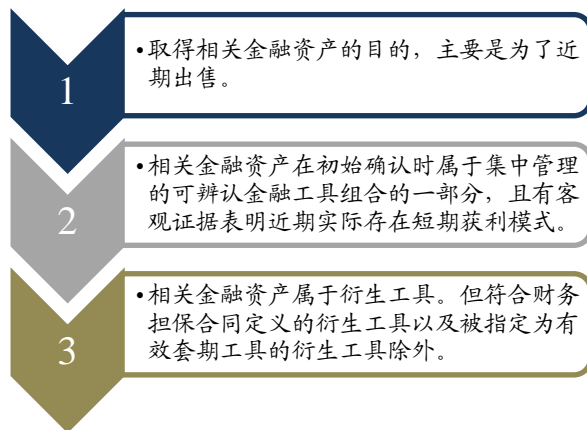 1
•取得相关金融资产的目的，主要是为了近
期出售。
2
•相关金融资产在初始确认时属于集中管理
的可辨认金融工具组合的一部分，且有客
观证据表明近期实际存在短期获利模式。
3
•相关金融资产属于衍生工具。但符合财务
担保合同定义的衍生工具以及被指定为有
效套期工具的衍生工具除外。